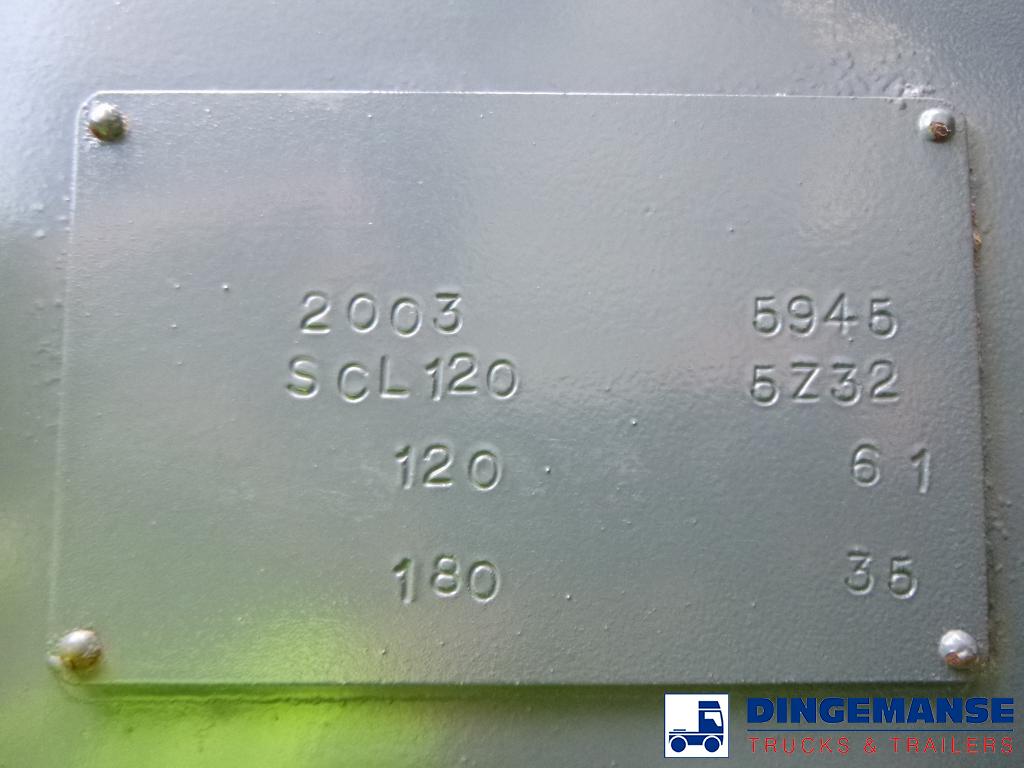 2003 5945
SCL120 5Z32
120 61
180 35
DINGEMANSE
TRUCKS & TRAILERS